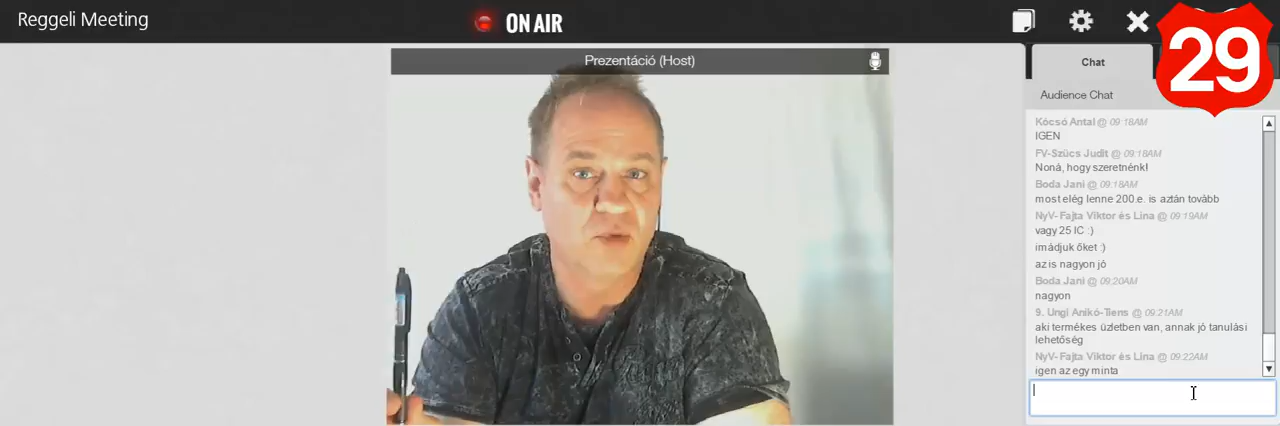 Reggeli Meeting
ON AIR
29
Prezentáció (Host)
Chat
Audience Chat
Kócsó Antal @ 09:18AM
IGEN
FV-Szücs Judit @ 09:18AM
Noná, hogy szeretnénk!
Boda Jani @ 09:18AM
most elég lenne 200.e. is aztán tovább
NyV- Fajta Viktor és Lina @ 09:19AM
vagy 25 IC :)
imádjuk őket :)
az is nagyon jó
Boda Jani @ 09:20AM
nagyon
9. Ungi Anikó-Tiens @ 09:21AM
aki termékes üzletben van, annak jó tanulási
lehetőség
NyV- Fajta Viktor és Lina @ 09:22AM
igen az egy minta